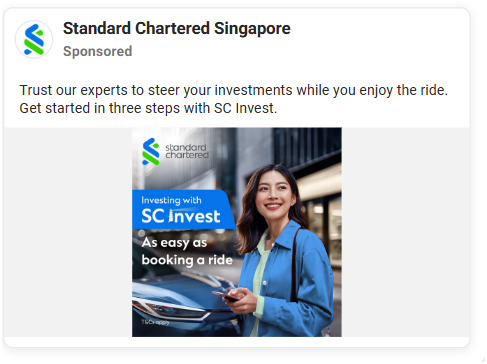 Standard Chartered Singapore
Sponsored
Trust our experts to steer your investments while you enjoy the ride.
Get started in three steps with SC Invest.
standard
chartered
Investing with
SC Invest
As easy as
booking a ride
T&Cs apply